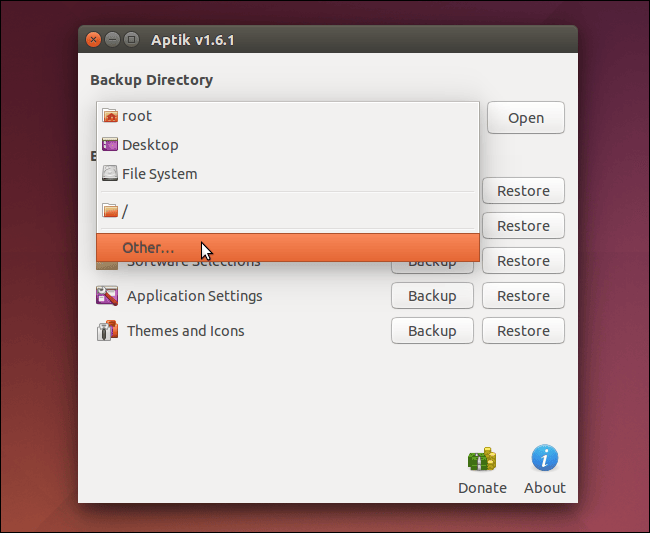 Aptik v1.6.1
Backup Directory
root
Open
Desktop
File System
Restore
/
Restore
Other...
Software Selections Backup Restore
Application Settings Backup Restore
Themes and Icons Backup Restore
Donate About